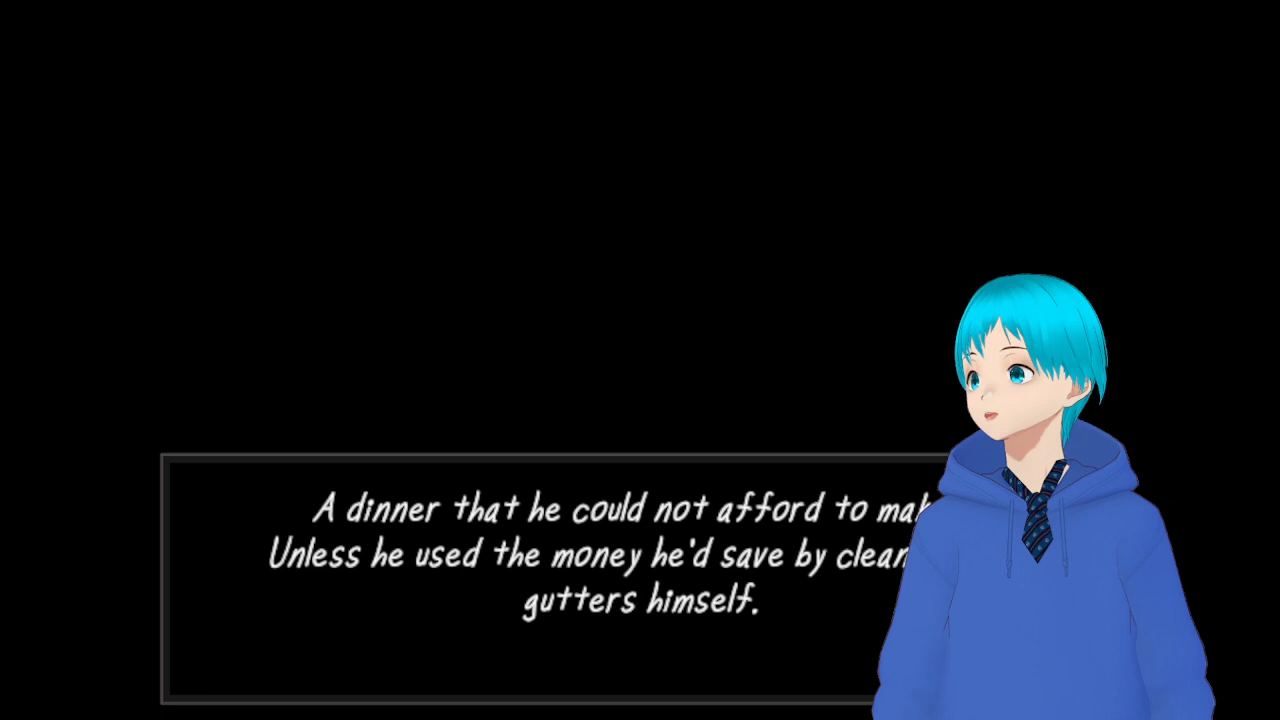 A dinner that he could not afford to
Unless he used the money he'd save by
gutters himself.